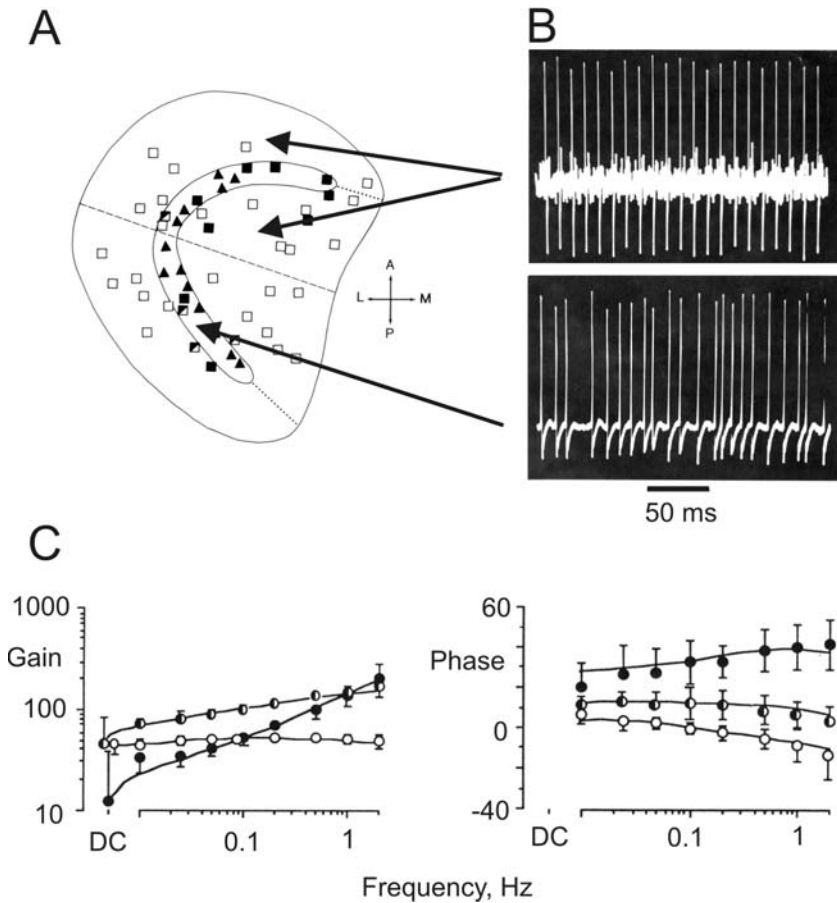 A
B
A
L
M
P
50 ms
C
1000
Gain
100
10
DC
0.1
1
60
Phase
0
-40
DC
0.1
1
Frequency, Hz